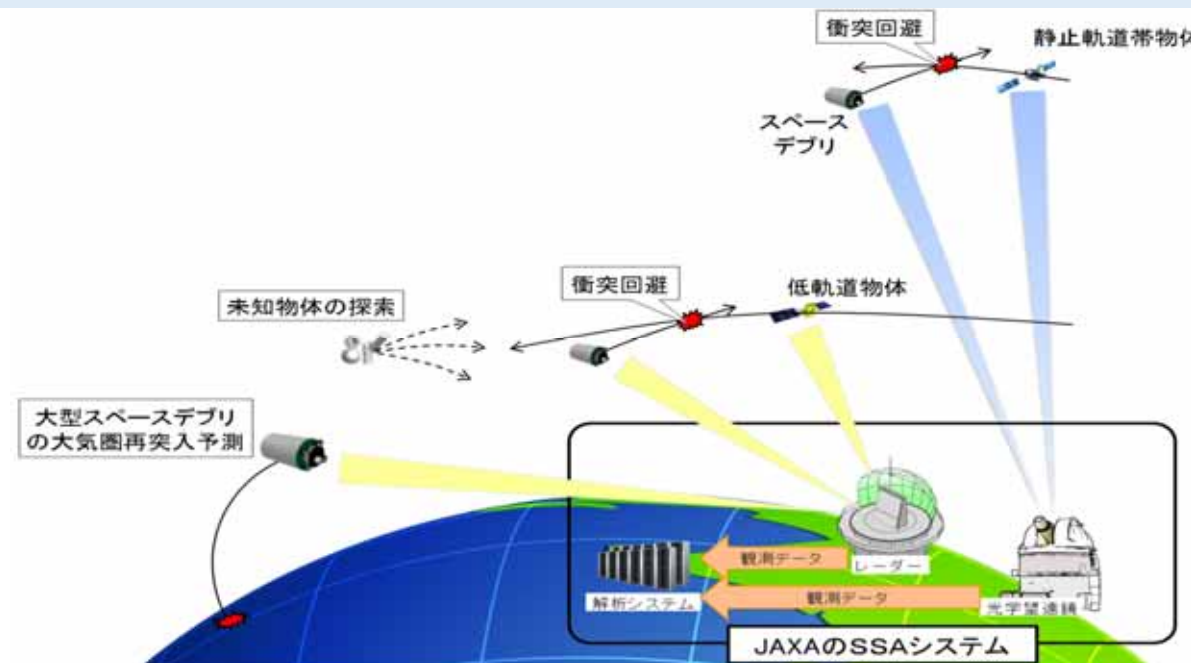 衝突回避
静止軌道帯物体
スペース
デブリ
衝突回避
低軌道物体
未知物体の探索
大型スペースデブリ
の大気圏再突入予測
観測データ
レーダー
解析システム
観測データ
光学望遠鏡
JAXAのSSAシステム